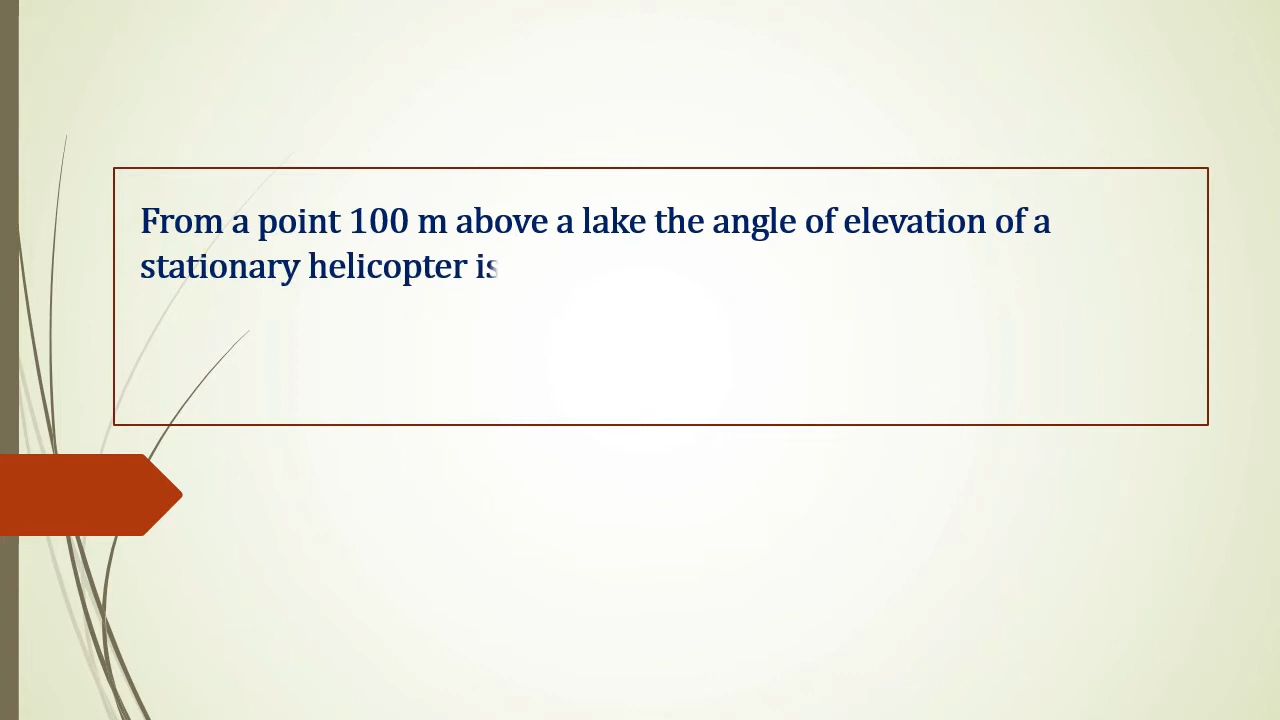 From a point 100 m above a lake the angle of elevation of a
stationary helicopter is